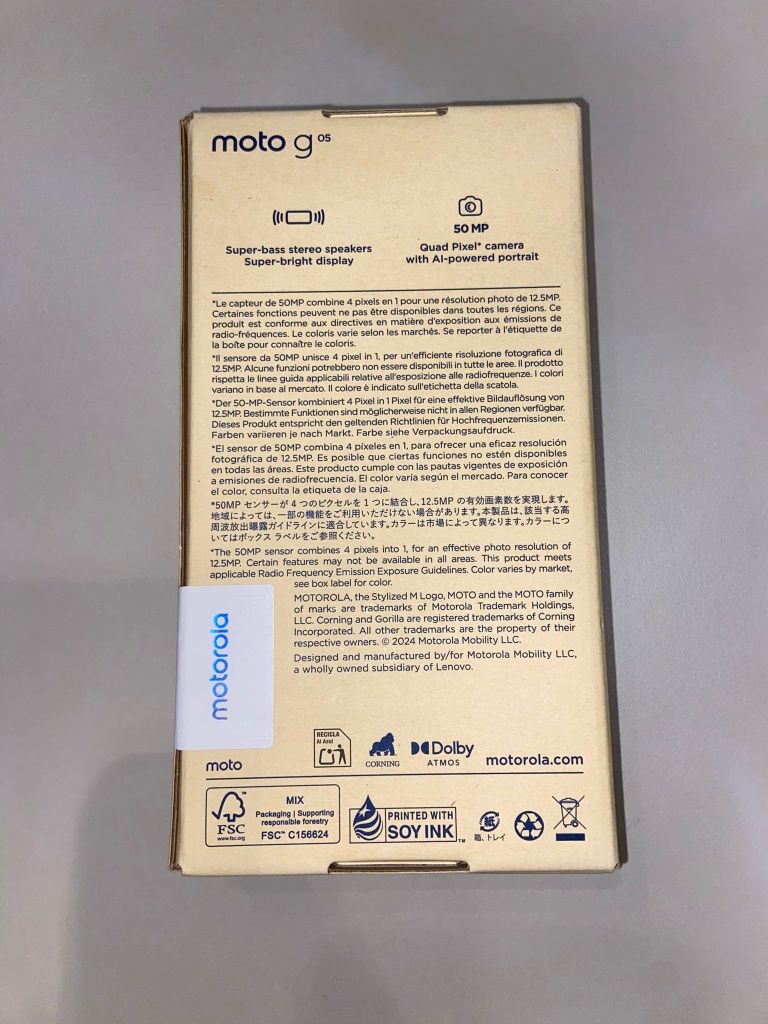 moto g 05
Super-bass stereo speakers
Super-bright display
50 MP
Quad Pixel* camera
with AI-powered portrait
*Le capteur de 50MP combine 4 pixels en 1 pour une résolution photo de 12.5MP.
Certaines fonctions peuvent ne pas être disponibles dans toutes les régions. Ce
produit est conforme aux directives en matière d'exposition aux émissions de
radio-fréquences. Le coloris varie selon les marchés. Se reporter à l'étiquette de
la boîte pour connaître le coloris.
*Il sensore da 50MP unisce 4 pixel in 1, per un'efficiente risoluzione fotografica di
12.5MP. Alcune funzioni potrebbero non essere disponibili in tutte le aree. Il prodotto
rispetta le linee guida applicabili relative all'esposizione alle radiofrequenze. I colori
variano in base al mercato. Il colore è indicato sull'etichetta della scatola.
*Der 50-MP-Sensor kombiniert 4 Pixel in 1 Pixel für eine effektive Bildauflösung von
12.5MP. Bestimmte Funktionen sind möglicherweise nicht in allen Regionen verfügbar.
Dieses Produkt entspricht den geltenden Richtlinien für Hochfrequenzemissionen.
Farben variieren je nach Markt. Farbe siehe Verpackungsaufdruck.
*El sensor de 50MP combina 4 píxeles en 1, para ofrecer una eficaz resolución
fotográfica de 12.5MP. Es posible que ciertas funciones no estén disponibles
en todas las áreas. Este producto cumple con las pautas vigentes de exposición
a emisiones de radiofrecuencia. El color varía según el mercado. Para conocer
el color, consulta la etiqueta de la caja.
*50MP センサーが 4 つのピクセルを 1 つに結合し、12.5MP の有効画素数を実現します。
地域によっては、一部の機能をご利用いただけない場合があります。本製品は、該当する高
周波放出曝露ガイドラインに適合しています。カラーは市場によって異なります。カラーにつ
いてはボックス ラベルをご参照ください。
*The 50MP sensor combines 4 pixels into 1, for an effective photo resolution of
12.5MP. Certain features may not be available in all areas. This product meets
applicable Radio Frequency Emission Exposure Guidelines. Color varies by market,
see box label for color.
MOTOROLA, the Stylized M Logo, MOTO and the MOTO family
of marks are trademarks of Motorola Trademark Holdings,
LLC. Corning and Gorilla are registered trademarks of Corning
Incorporated. All other trademarks are the property of their
respective owners. © 2024 Motorola Mobility LLC.
Designed and manufactured by/for Motorola Mobility LLC,
a wholly owned subsidiary of Lenovo.
motorola
moto
RECICLA
Al Azul
CORNING
Dolby
ATMOS
motorola.com
FSC
www.fsc.org
MIX
Packaging | Supporting
responsible forestry
FSC™ C156624
PRINTED WITH
SOY INK™
紙
箱、トレイ